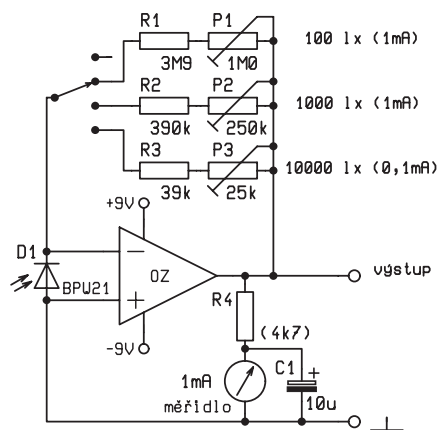 R1 P1
3M9 1M0
100 lx (1mA)
R2 P2
390k 250k
1000 lx (1mA)
R3 P3
39k 25k
10000 lx (0,1mA)
+9V
D1
BPW21
−
+
OZ
-9V
výstup
R4
(4k7)
C1 +
10u
1mA
měřidlo